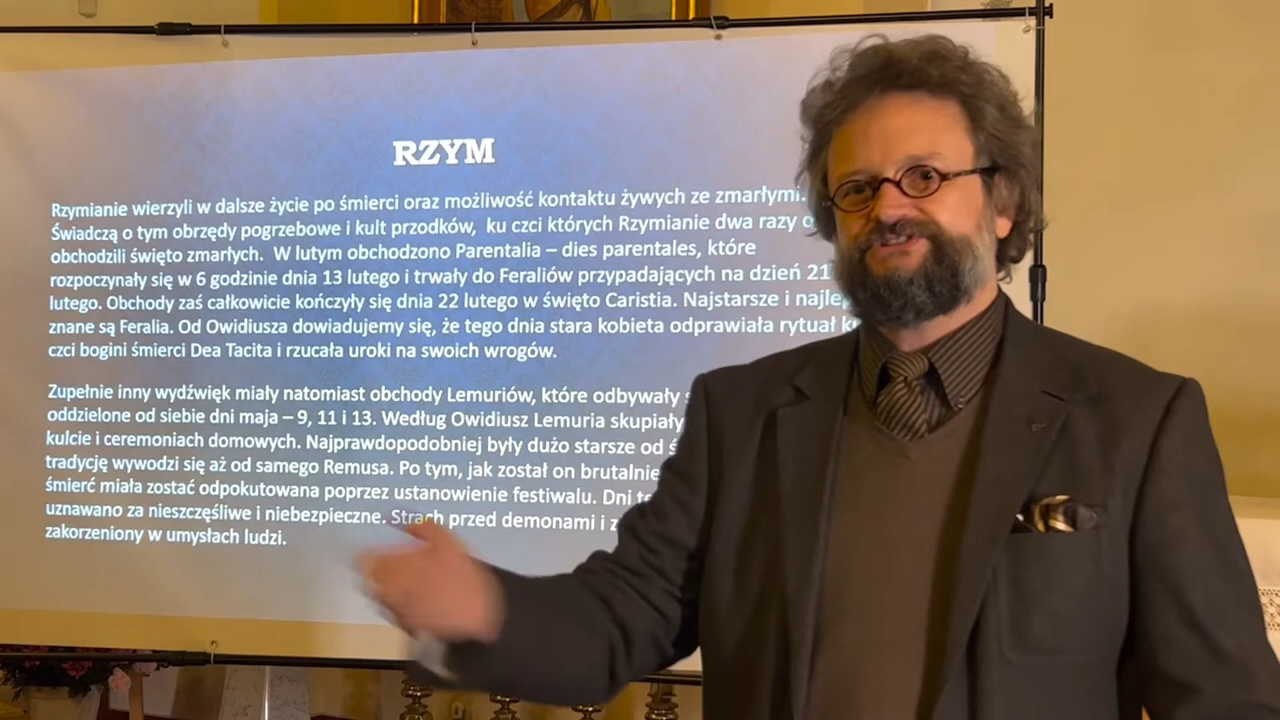 RZYM
Rzymianie wierzyli w dalsze życie po śmierci oraz możliwość kontaktu żywych ze zmarłymi.
Świadczą o tym obrzędy pogrzebowe i kult przodków, ku czci których Rzymianie dwa razy
obchodzili święto zmarłych. W lutym obchodzono Parentalia – dies parentales, które
rozpoczynały się w 6 godzinie dnia 13 lutego i trwały do Feraliów przypadających na dzień 21
lutego. Obchody zaś całkowicie kończyły się dnia 22 lutego w święto Caristia. Najstarsze i
znane są Feralia. Od Owidiusza dowiadujemy się, że tego dnia stara kobieta odprawiała rytuał
czci bogini śmierci Dea Tacita i rzucała uroki na swoich wrogów.
Zupełnie inny wydźwięk miały natomiast obchody Lemuriów, które odbywały
oddzielone od siebie dni maja – 9, 11 i 13. Według Owidiusz Lemuria skupiały
kulcie i ceremoniach domowych. Najprawdopodobniej były dużo starsze od
tradycję wywodzi się aż od samego Remusa. Po tym, jak został on brutalnie
śmierć miała zostać odpokutowana poprzez ustanowienie festiwalu. Dni
uznawano za nieszczęśliwe i niebezpieczne. Strach przed demonami i
zakorzeniony w umysłach ludzi.